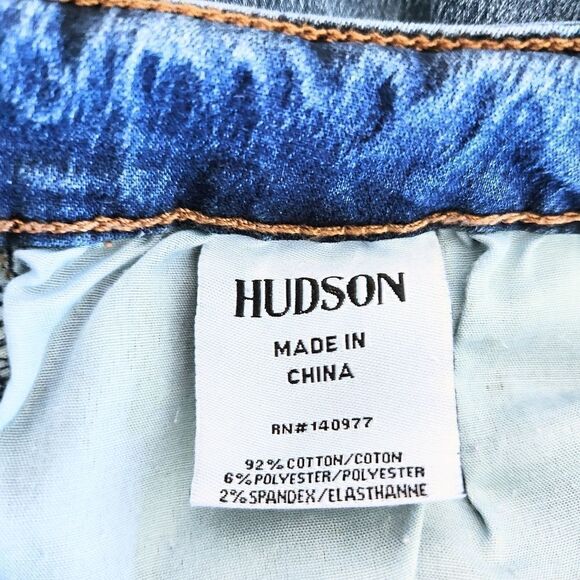 HUDSON
MADE IN
CHINA
RN#140977
92% COTTON/COTON
6% POLYESTER/POLYESTER
2% SPANDEX/ELASTHANNE